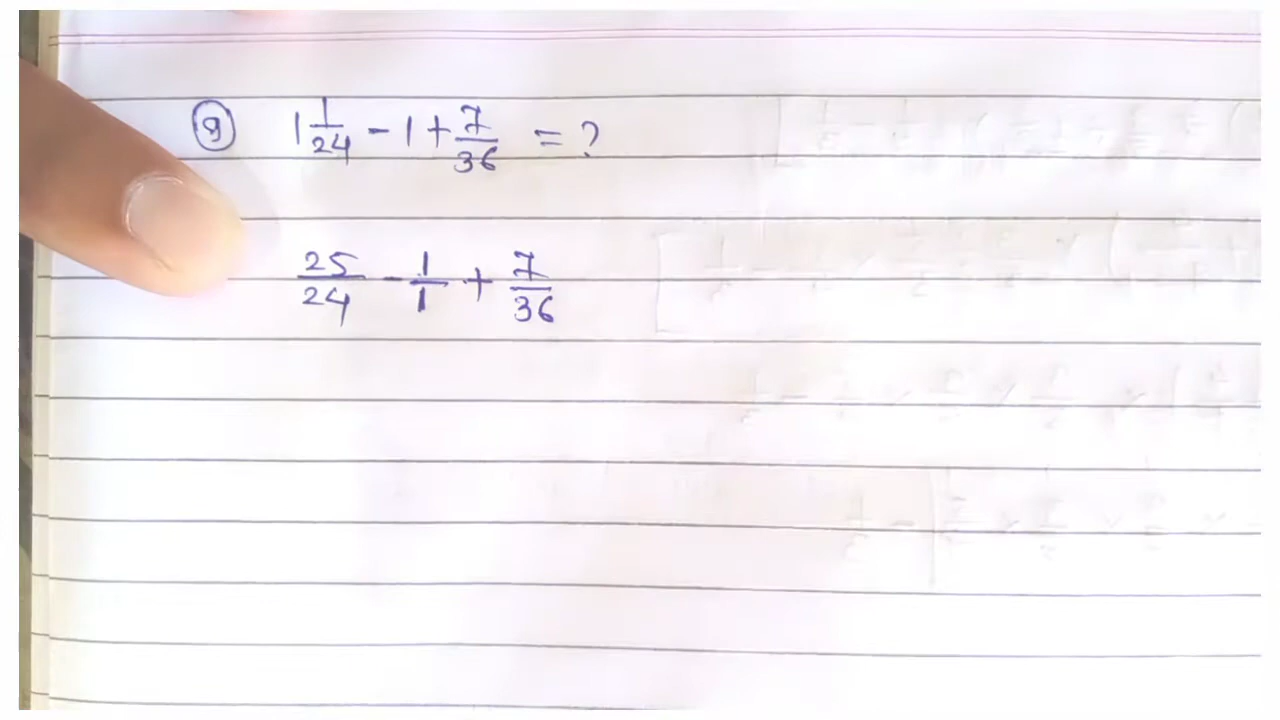 (9) 1 1/24 - 1 + 7/36 = ?
25/24 - 1/1 + 7/36